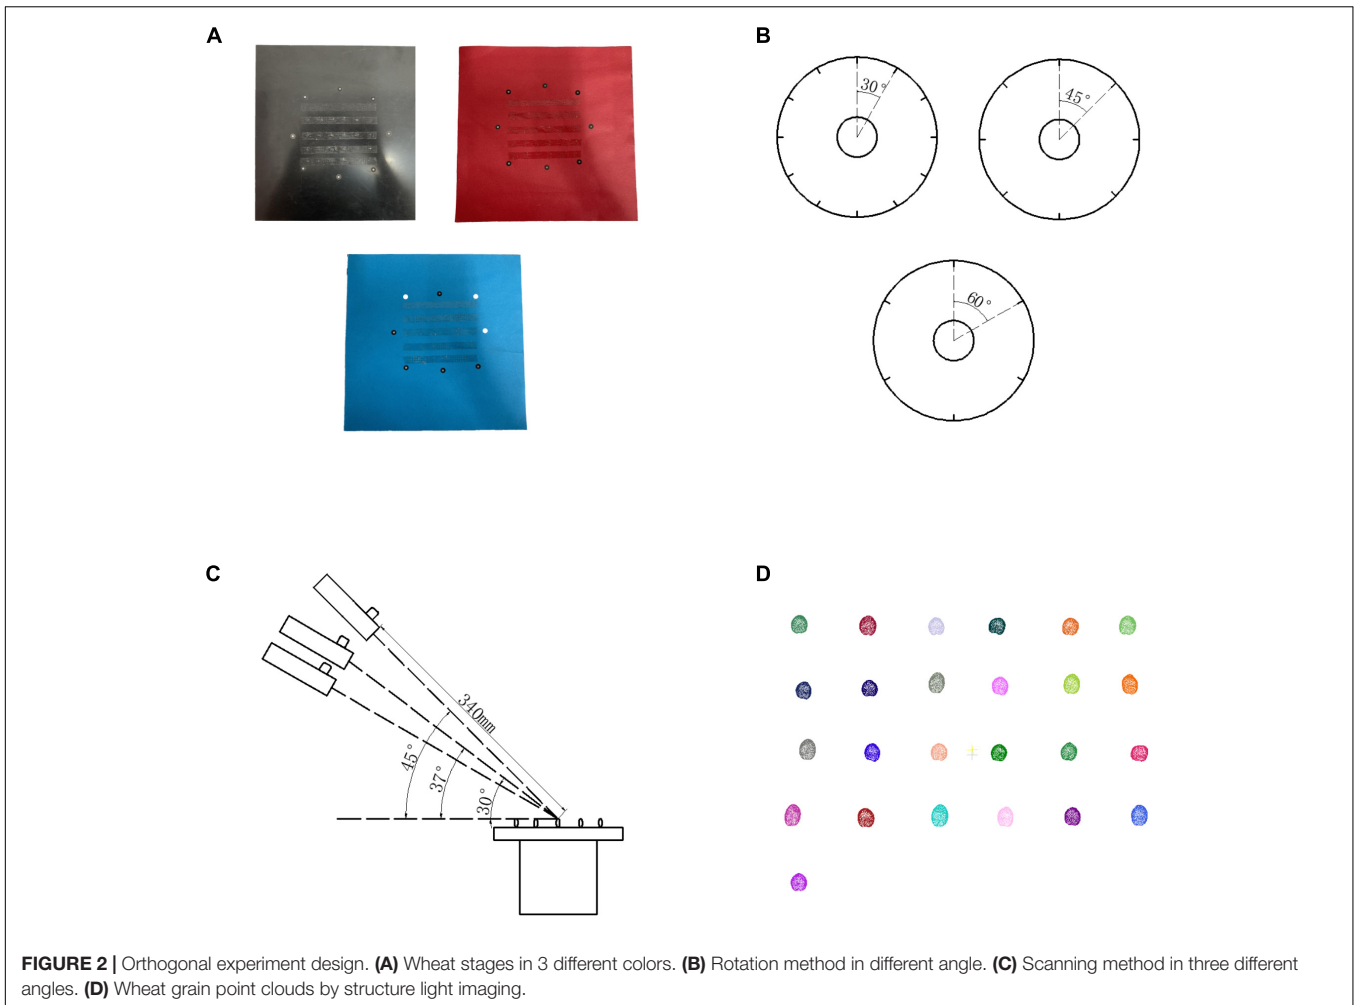 A
B
30°
45°
60°
C
340mm
45°
37°
30°
D
FIGURE 2 | Orthogonal experiment design. (A) Wheat stages in 3 different colors. (B) Rotation method in different angle. (C) Scanning method in three different
angles. (D) Wheat grain point clouds by structure light imaging.